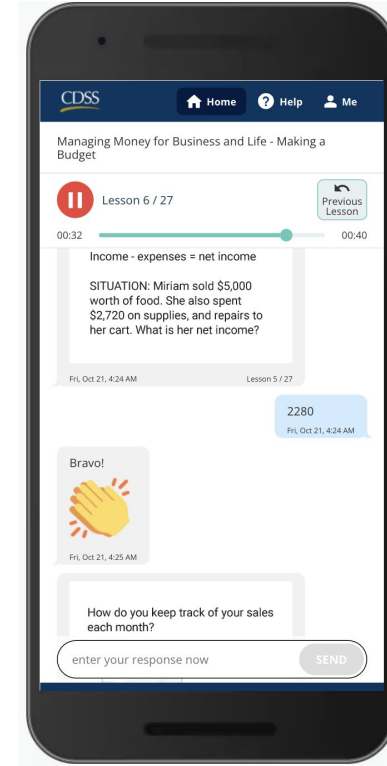 CDSS
Home
Help
Me
Managing Money for Business and Life - Making a
Budget
Lesson 6 / 27
Previous
Lesson
00:32
00:40
Income - expenses = net income
SITUATION: Miriam sold $5,000
worth of food. She also spent
$2,720 on supplies, and repairs to
her cart. What is her net income?
Fri, Oct 21, 4:24 AM
Lesson 5 / 27
2280
Fri, Oct 21, 4:24 AM
Bravo!
Fri, Oct 21, 4:25 AM
How do you keep track of your sales
each month?
enter your response now
SEND